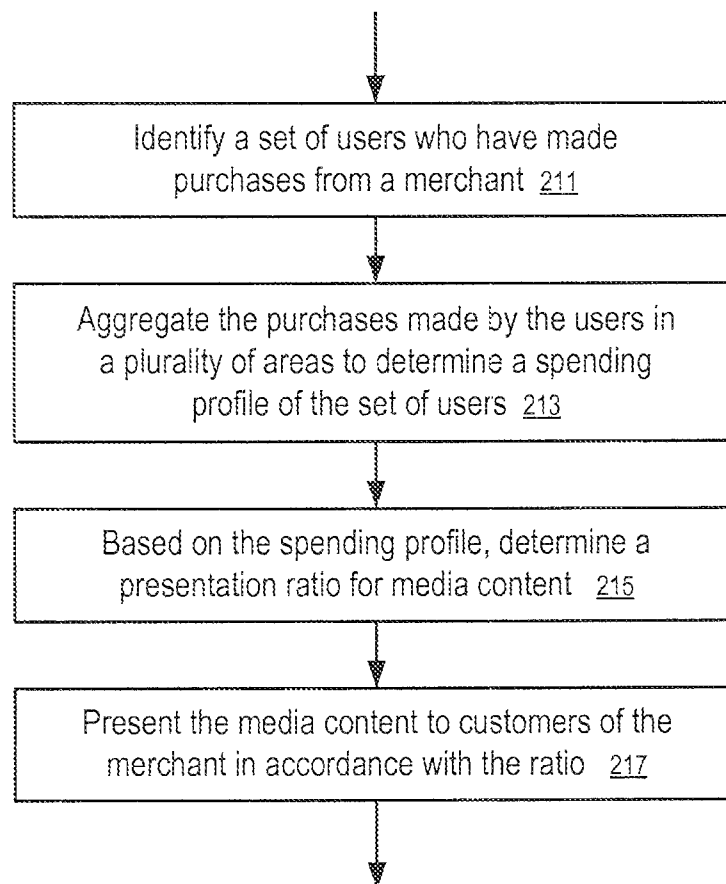 Identify a set of users who have made
purchases from a merchant 211
Aggregate the purchases made by the users in
a plurality of areas to determine a spending
profile of the set of users 213
Based on the spending profile, determine a
presentation ratio for media content 215
Present the media content to customers of the
merchant in accordance with the ratio 217